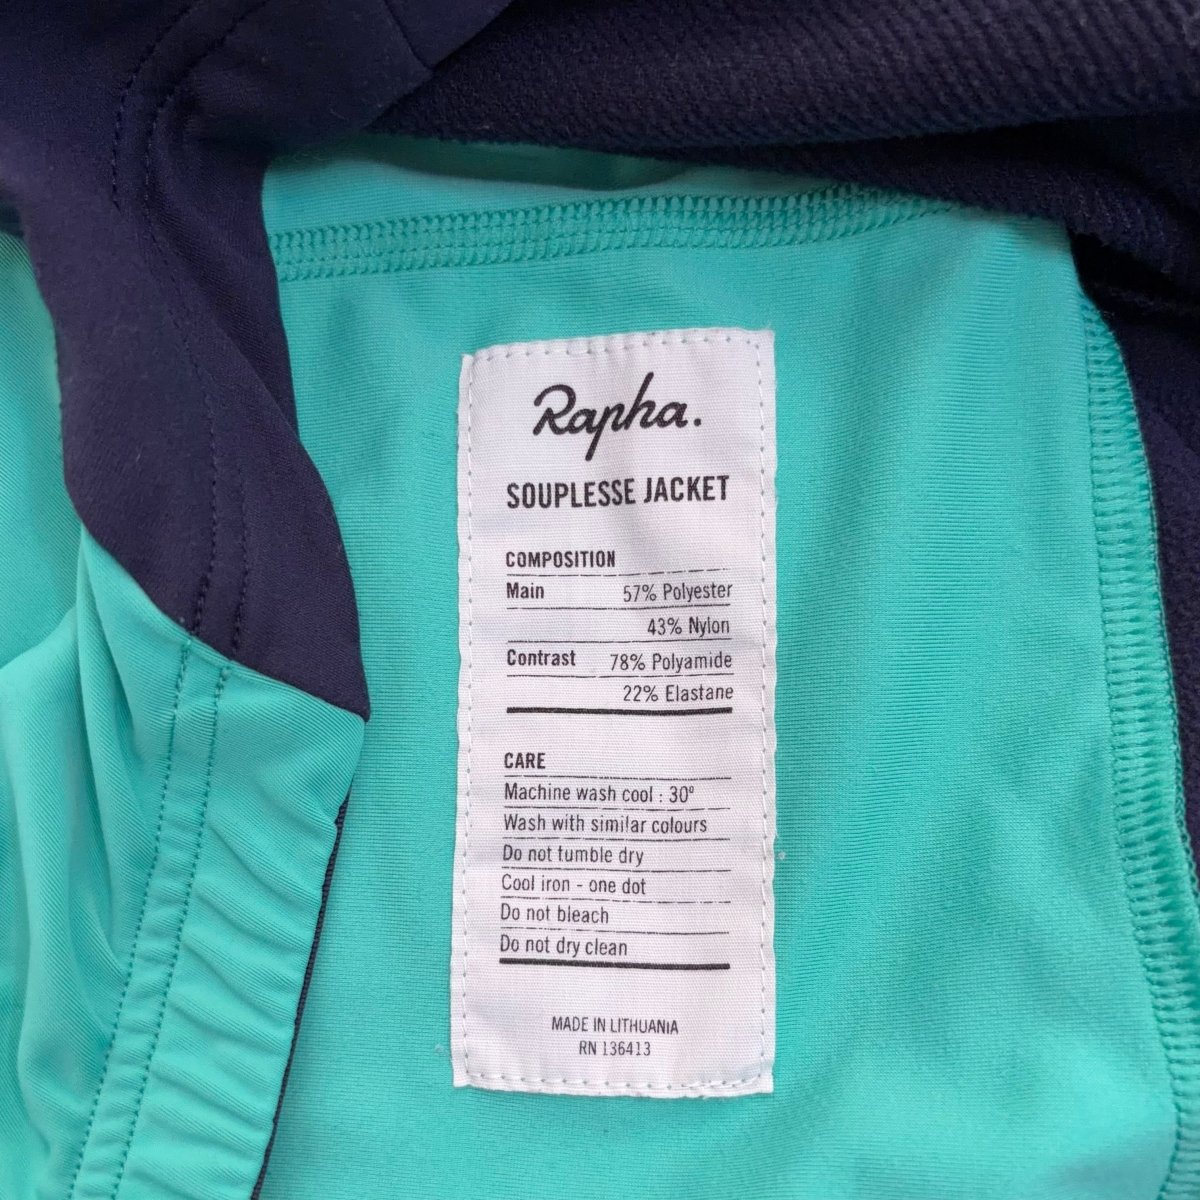 Rapha.
SOUPLESSE JACKET
COMPOSITION
Main 57% Polyester
43% Nylon
Contrast 78% Polyamide
22% Elastane
CARE
Machine wash cool : 30°
Wash with similar colours
Do not tumble dry
Cool iron - one dot
Do not bleach
Do not dry clean
MADE IN LITHUANIA
RN 136413